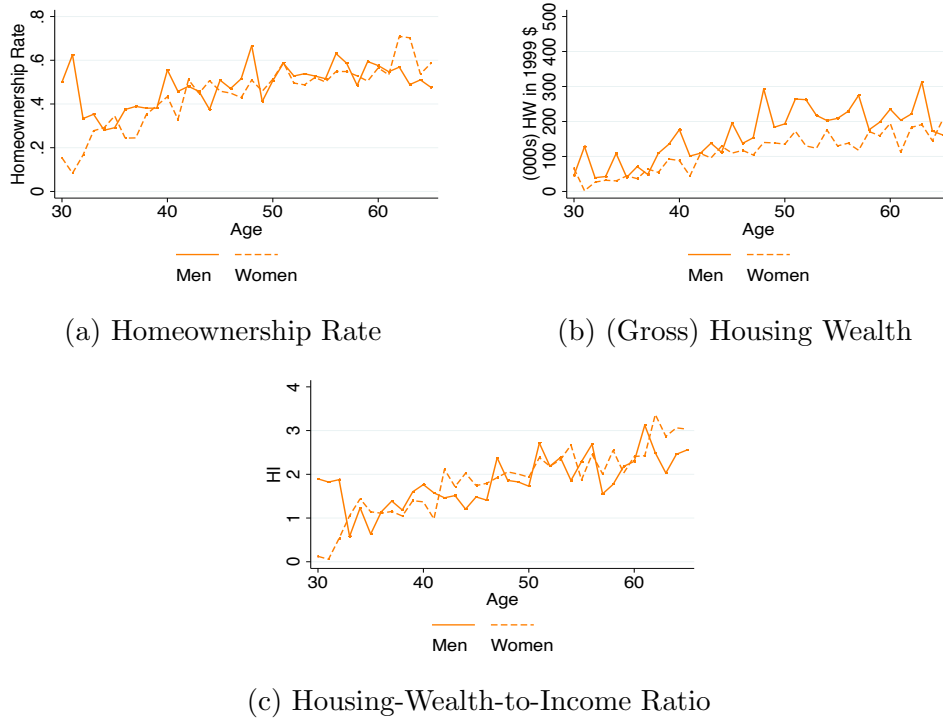 Homeownership Rate
0 .2 .4 .6 .8
30 40 50 60
Age
Men Women
(a) Homeownership Rate
(000s) HW in 1999 $
0 100 200 300 400 500
30 40 50 60
Age
Men Women
(b) (Gross) Housing Wealth
HI
0 1 2 3 4
30 40 50 60
Age
Men Women
(c) Housing-Wealth-to-Income Ratio